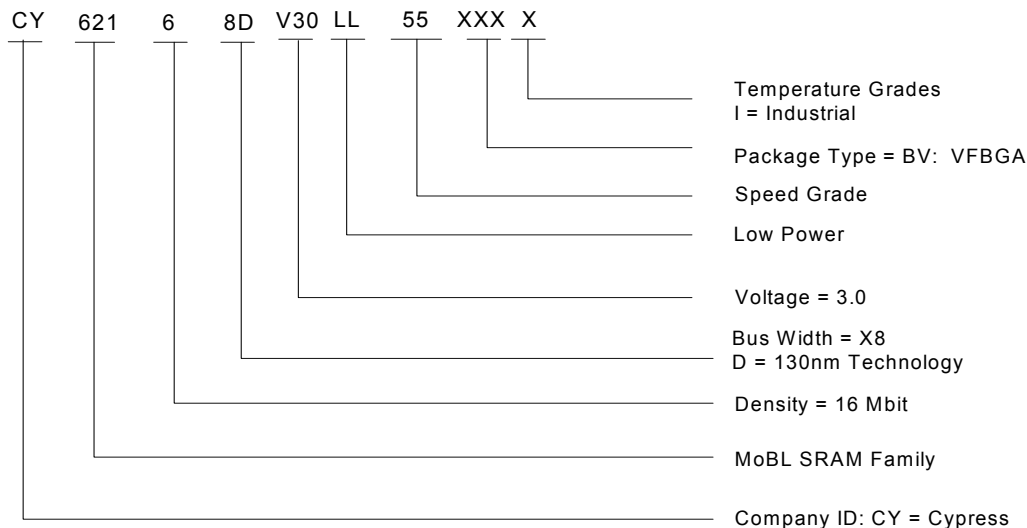 CY 621 6 8D V30 LL 55 XXX X
Temperature Grades
I = Industrial
Package Type = BV: VFBGA
Speed Grade
Low Power
Voltage = 3.0
Bus Width = X8
D = 130nm Technology
Density = 16 Mbit
MoBL SRAM Family
Company ID: CY = Cypress